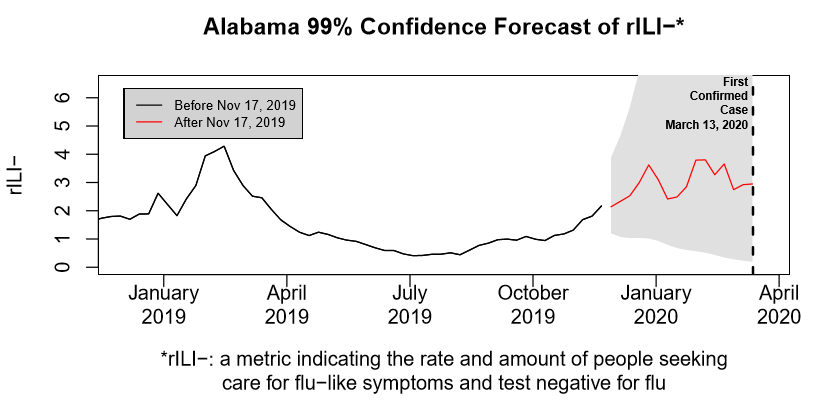 Alabama 99% Confidence Forecast of rILI−*
Before Nov 17, 2019
After Nov 17, 2019
First
Confirmed
Case
March 13, 2020
rILI−
6
5
4
3
2
1
0
January
2019
April
2019
July
2019
October
2019
January
2020
April
2020
*rILI−: a metric indicating the rate and amount of people seeking
care for flu−like symptoms and test negative for flu